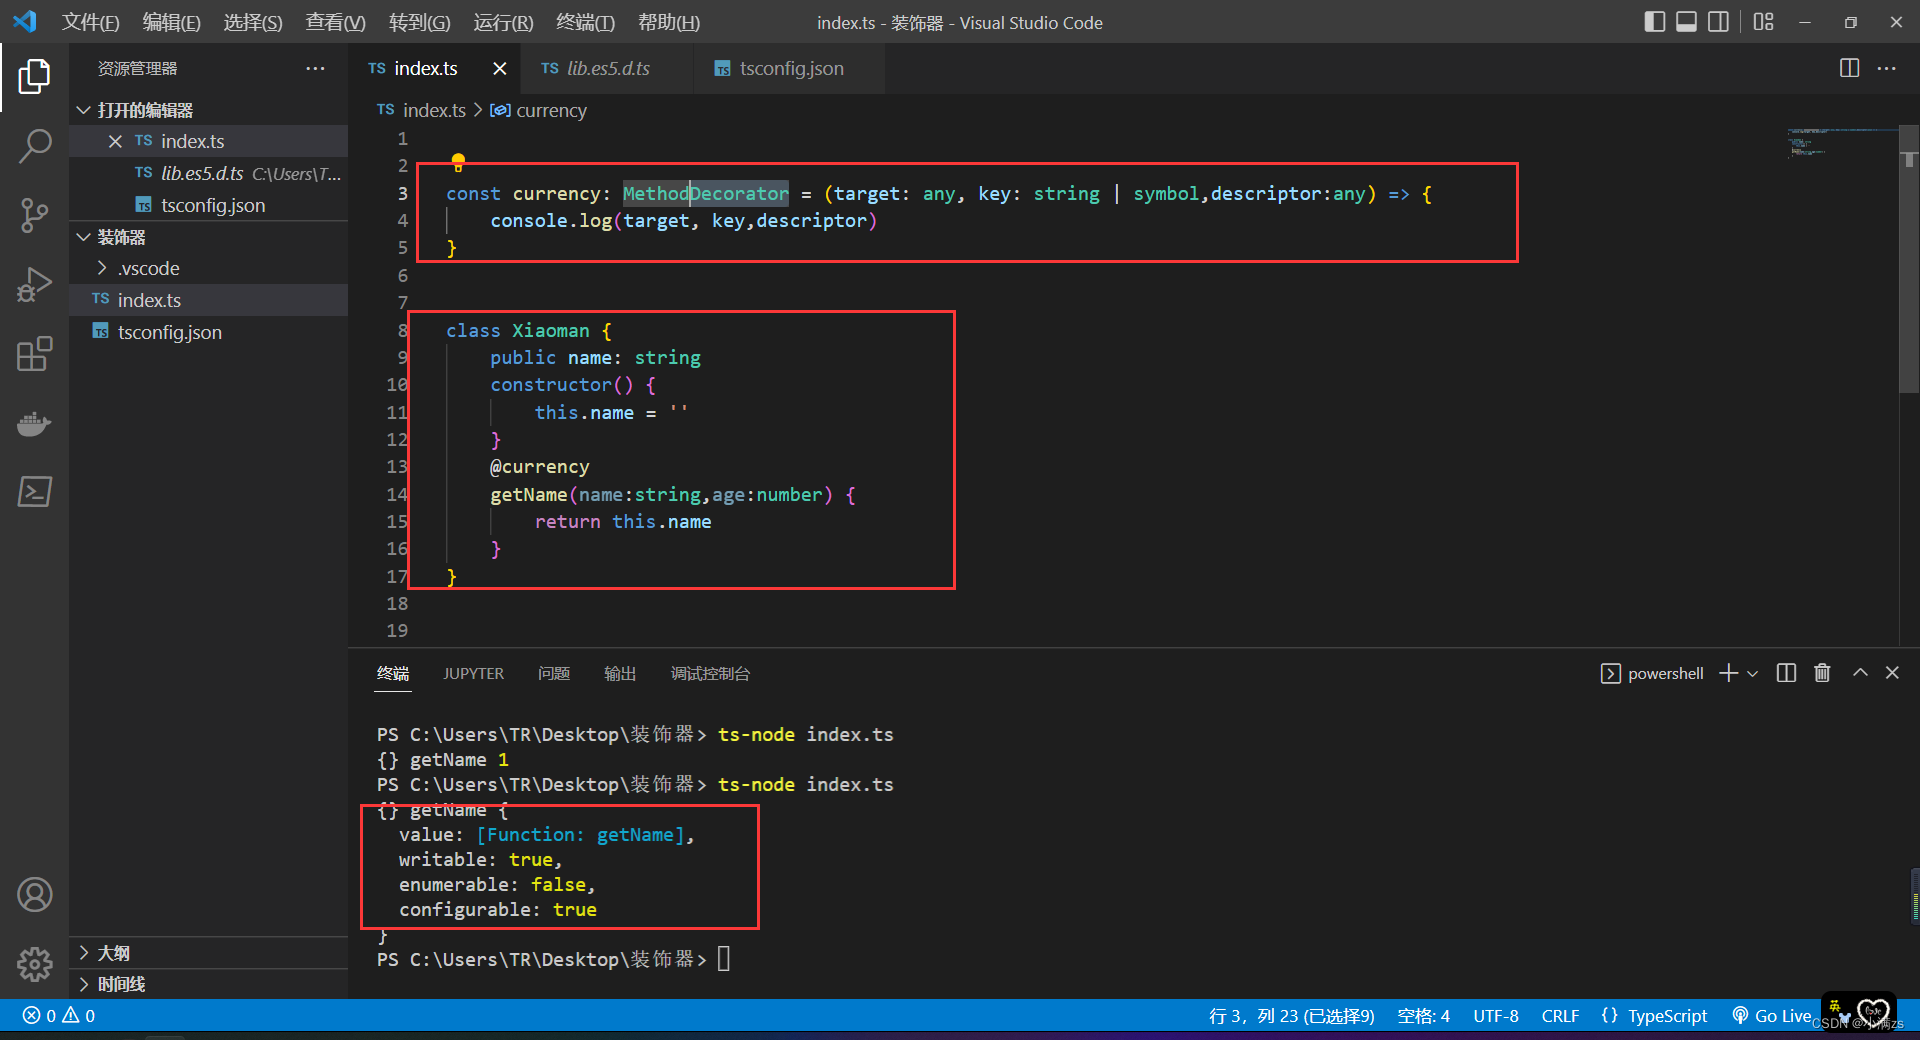 文件(F) 编辑(E) 选择(S) 查看(V) 转到(G) 运行(R) 终端(T) 帮助(H) index.ts - 装饰器 - Visual Studio Code
资源管理器
打开的编辑器
TS index.ts
TS lib.es5.d.ts C:\Users\T...
TS tsconfig.json
装饰器
.vscode
TS index.ts
TS tsconfig.json
大纲
时间线
TS index.ts TS lib.es5.d.ts TS tsconfig.json
TS index.ts > currency
1
2
3 const currency: MethodDecorator = (target: any, key: string | symbol,descriptor:any) => {
4 console.log(target, key,descriptor)
5 }
6
7
8 class Xiaoman {
9 public name: string
10 constructor() {
11 this.name = ''
12 }
13 @currency
14 getName(name:string,age:number) {
15 return this.name
16 }
17 }
18
19
终端 JUPYTER 问题 输出 调试控制台 powershell
PS C:\Users\TR\Desktop\装饰器> ts-node index.ts
{} getName 1
PS C:\Users\TR\Desktop\装饰器> ts-node index.ts
{} getName {
value: [Function: getName],
writable: true,
enumerable: false,
configurable: true
}
PS C:\Users\TR\Desktop\装饰器>
0 0 行 3，列 23 (已选择9) 空格: 4 UTF-8 CRLF {} TypeScript Go Live 英
CSDN @小满zs